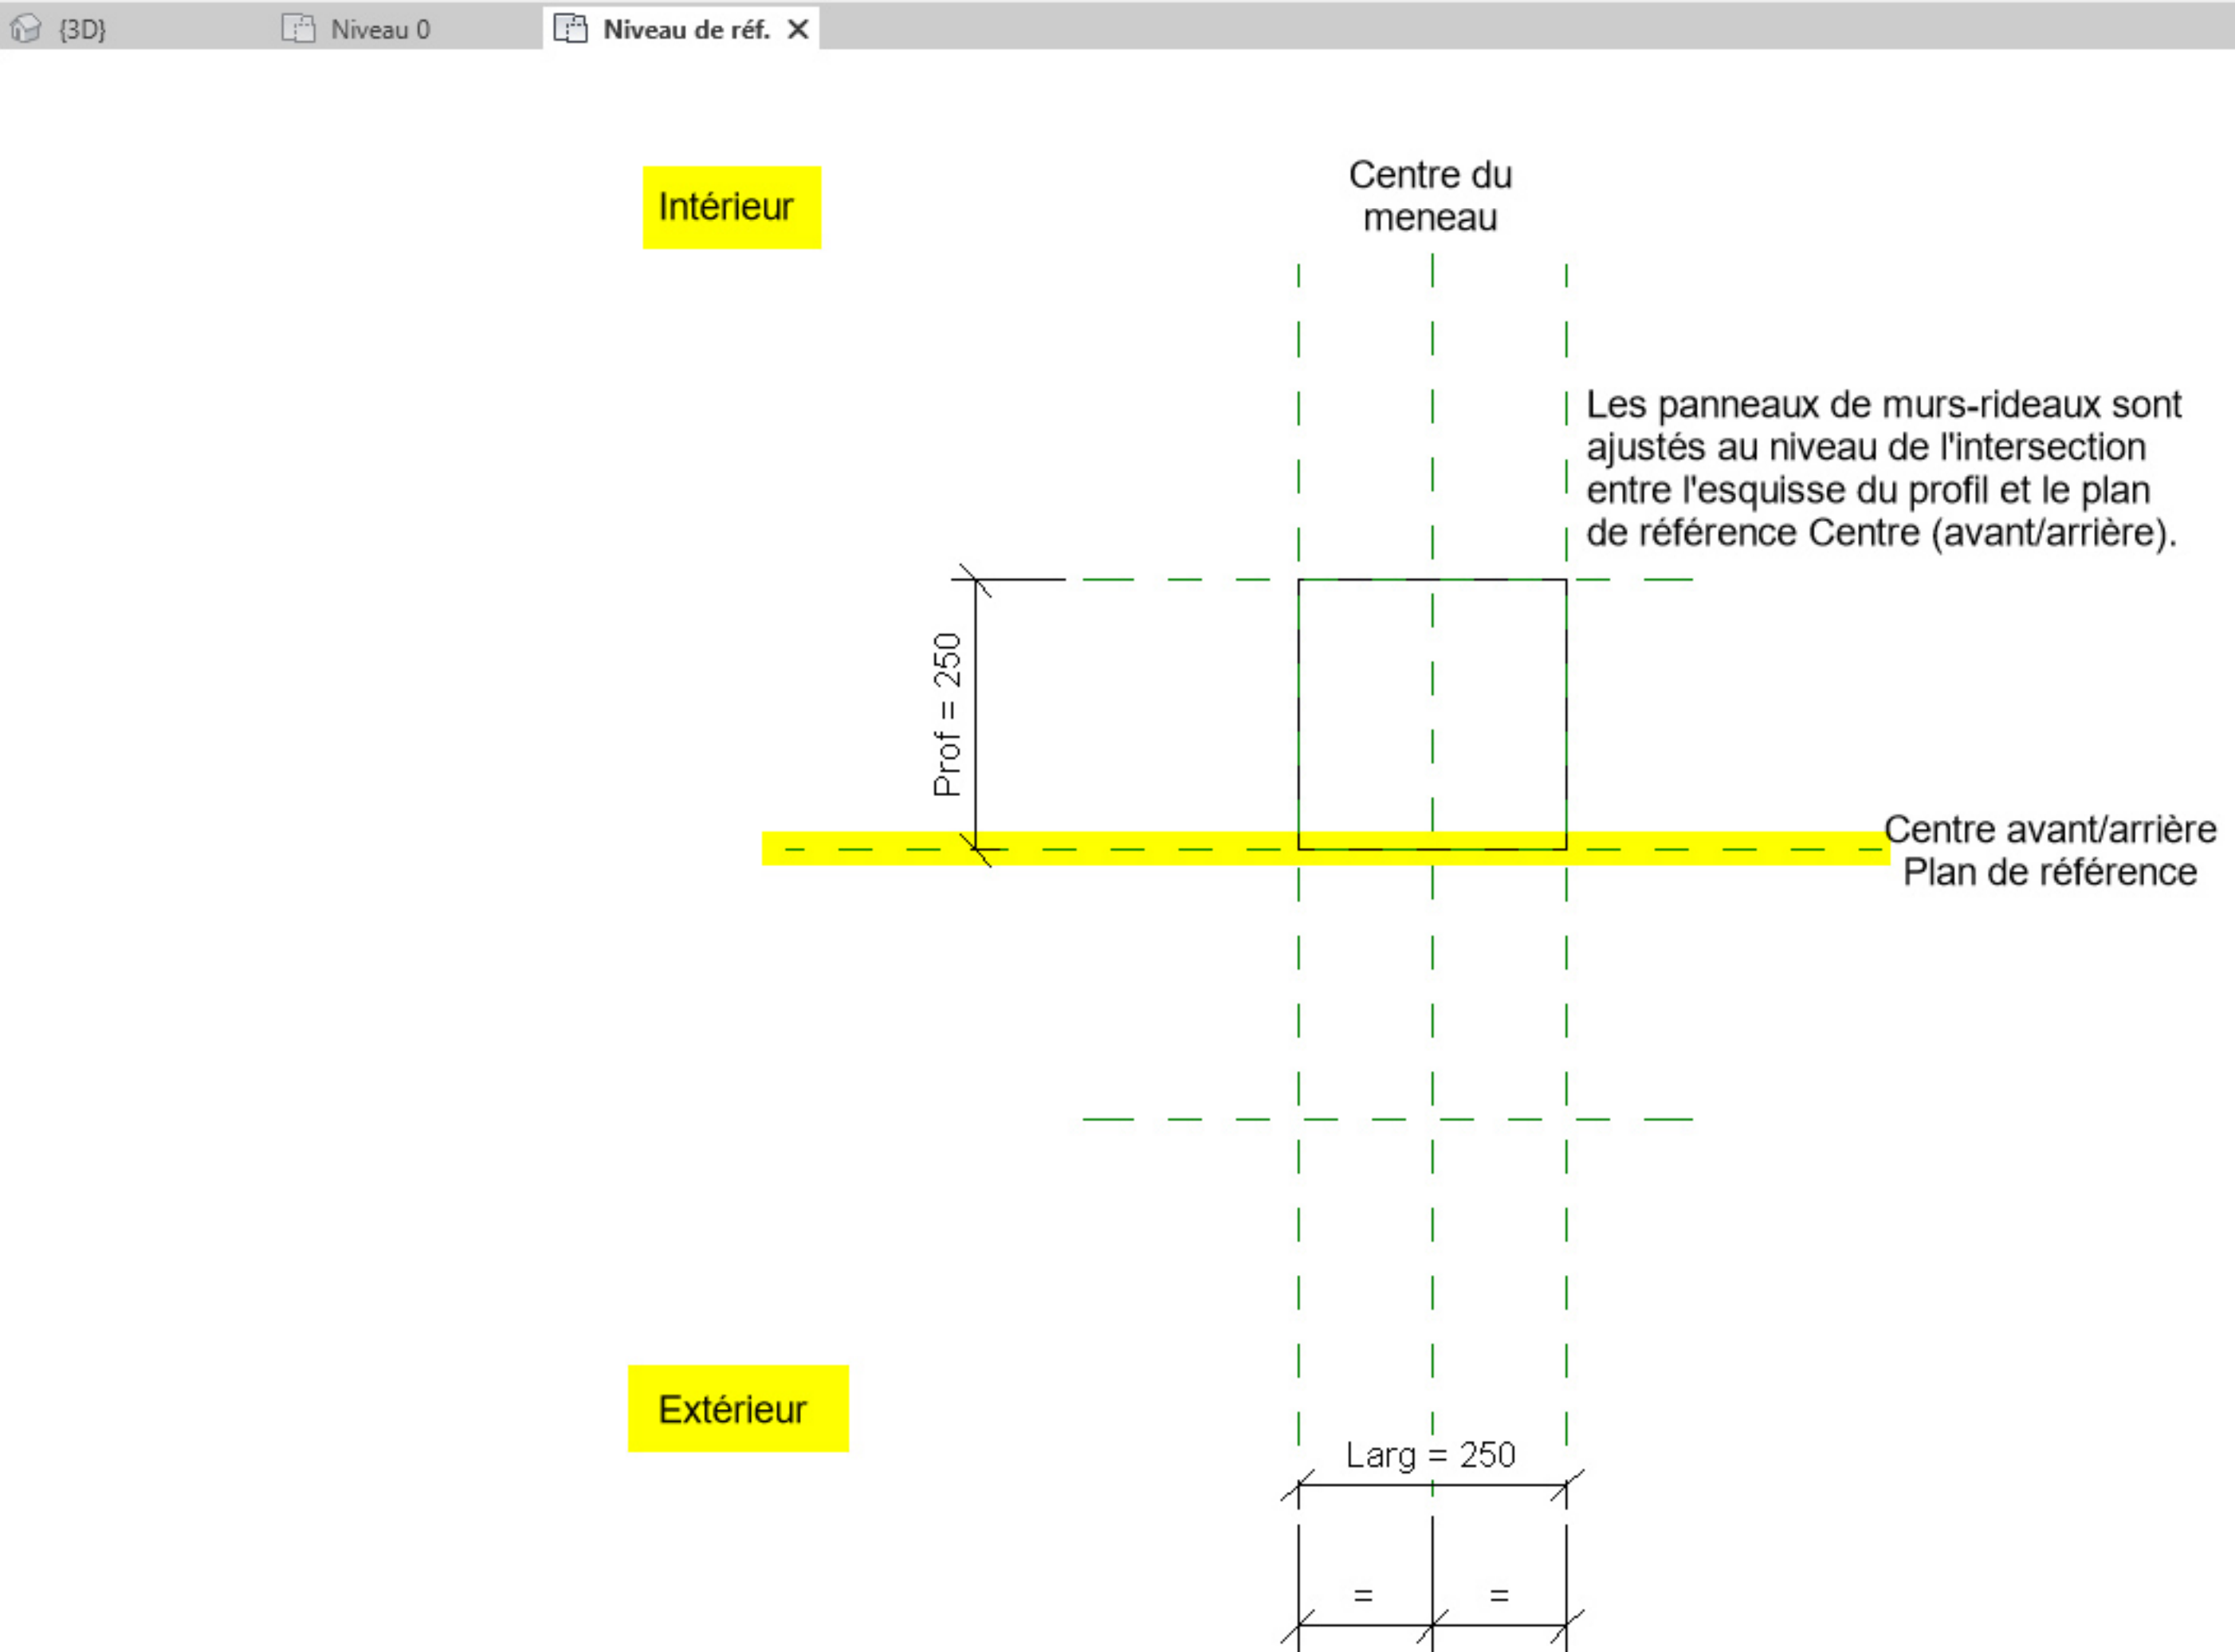 {3D}
Niveau 0
Niveau de réf.
Intérieur
Centre du
meneau
Les panneaux de murs-rideaux sont
ajustés au niveau de l'intersection
entre l'esquisse du profil et le plan
de référence Centre (avant/arrière).
Prof = 250
Centre avant/arrière
Plan de référence
Extérieur
Larg = 250
= =